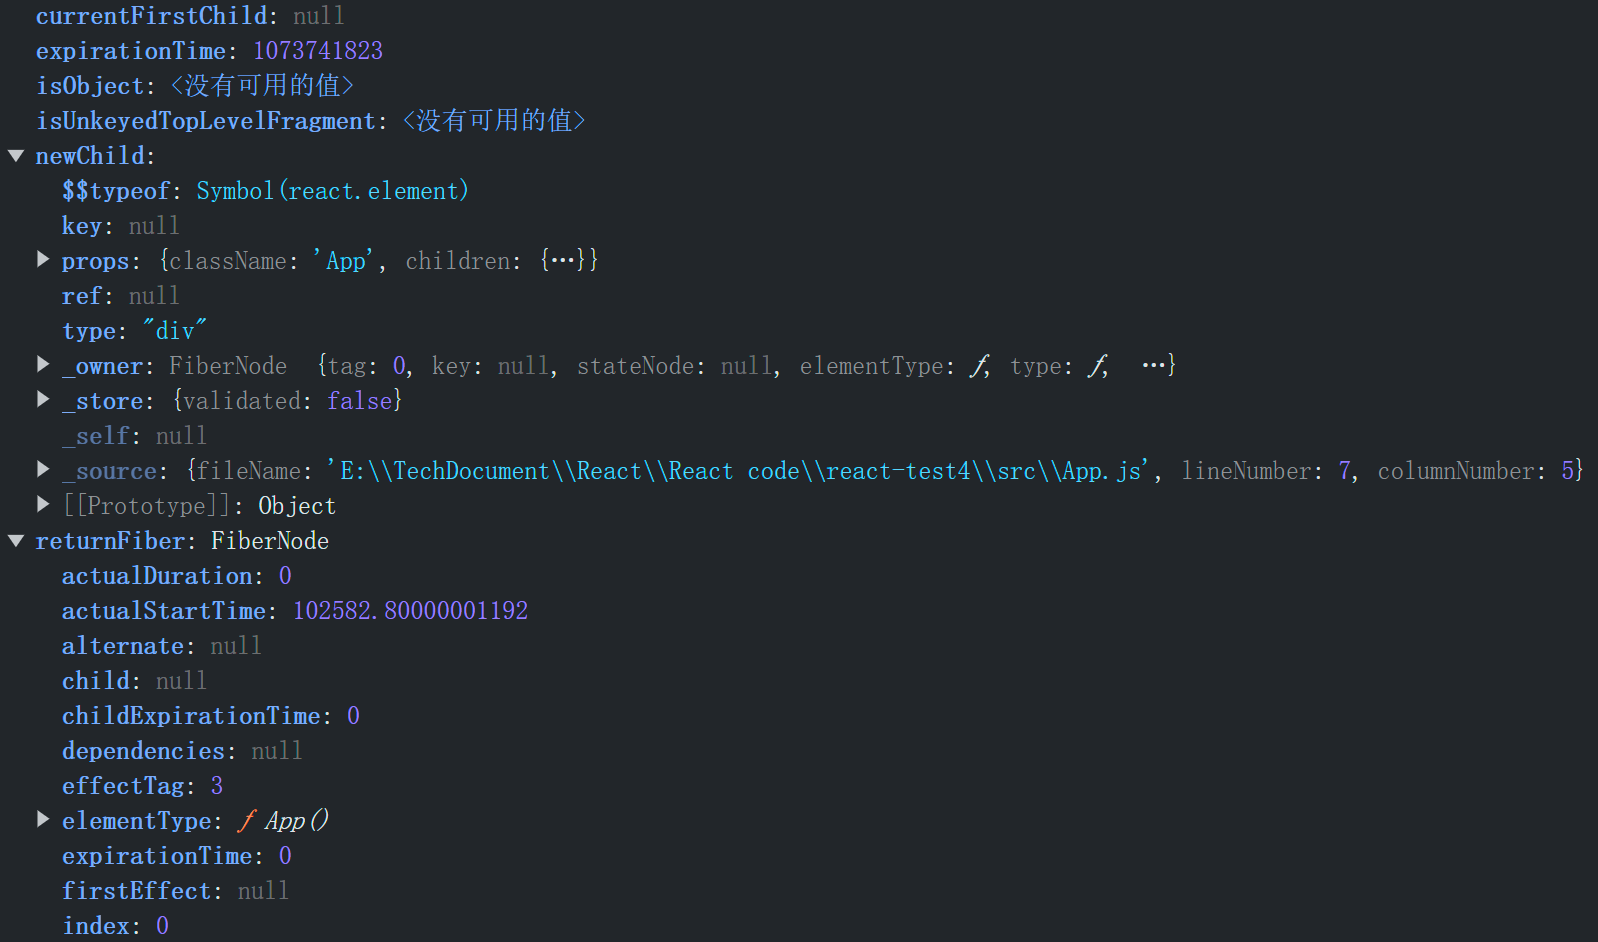 currentFirstChild: null
expirationTime: 1073741823
isObject: <没有可用的值>
isUnkeyedTopLevelFragment: <没有可用的值>
newChild:
$$typeof: Symbol(react.element)
key: null
props: {className: 'App', children: {…}}
ref: null
type: "div"
_owner: FiberNode {tag: 0, key: null, stateNode: null, elementType: ƒ, type: ƒ, …}
_store: {validated: false}
_self: null
_source: {fileName: 'E:\\TechDocument\\React\\React code\\react-test4\\src\\App.js', lineNumber: 7, columnNumber: 5}
[[Prototype]]: Object
returnFiber: FiberNode
actualDuration: 0
actualStartTime: 102582.80000001192
alternate: null
child: null
childExpirationTime: 0
dependencies: null
effectTag: 3
elementType: ƒ App()
expirationTime: 0
firstEffect: null
index: 0